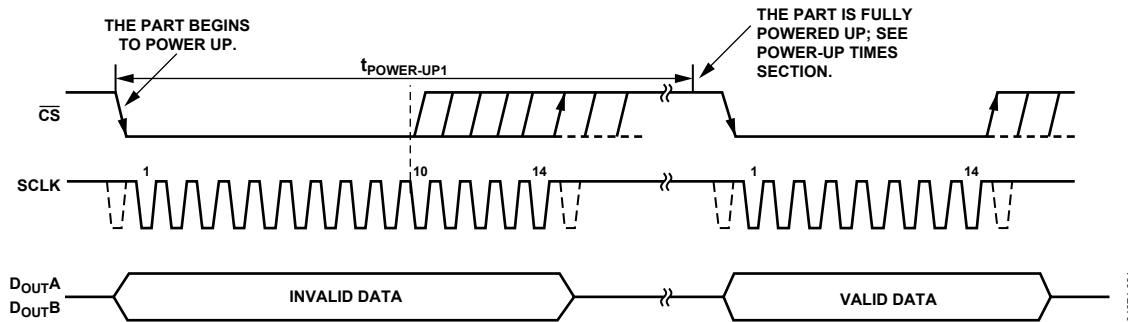 THE PART BEGINS
TO POWER UP.
THE PART IS FULLY
POWERED UP; SEE
POWER-UP TIMES
SECTION.
tPOWER-UP1
CS
SCLK
1
10
14
1
14
DOUTA
DOUTB
INVALID DATA
VALID DATA